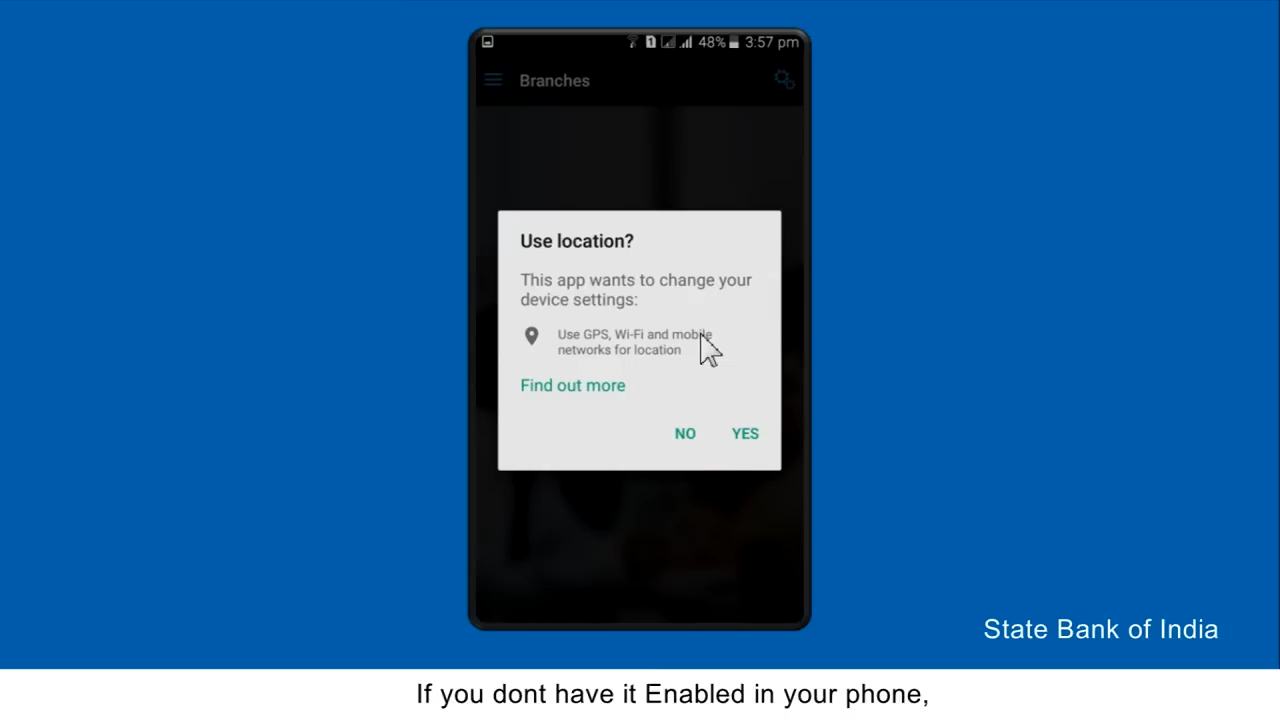 48% 3:57 pm
Branches
Use location?
This app wants to change your
device settings:
Use GPS, Wi-Fi and mobile
networks for location
Find out more
NO YES
State Bank of India
If you dont have it Enabled in your phone,